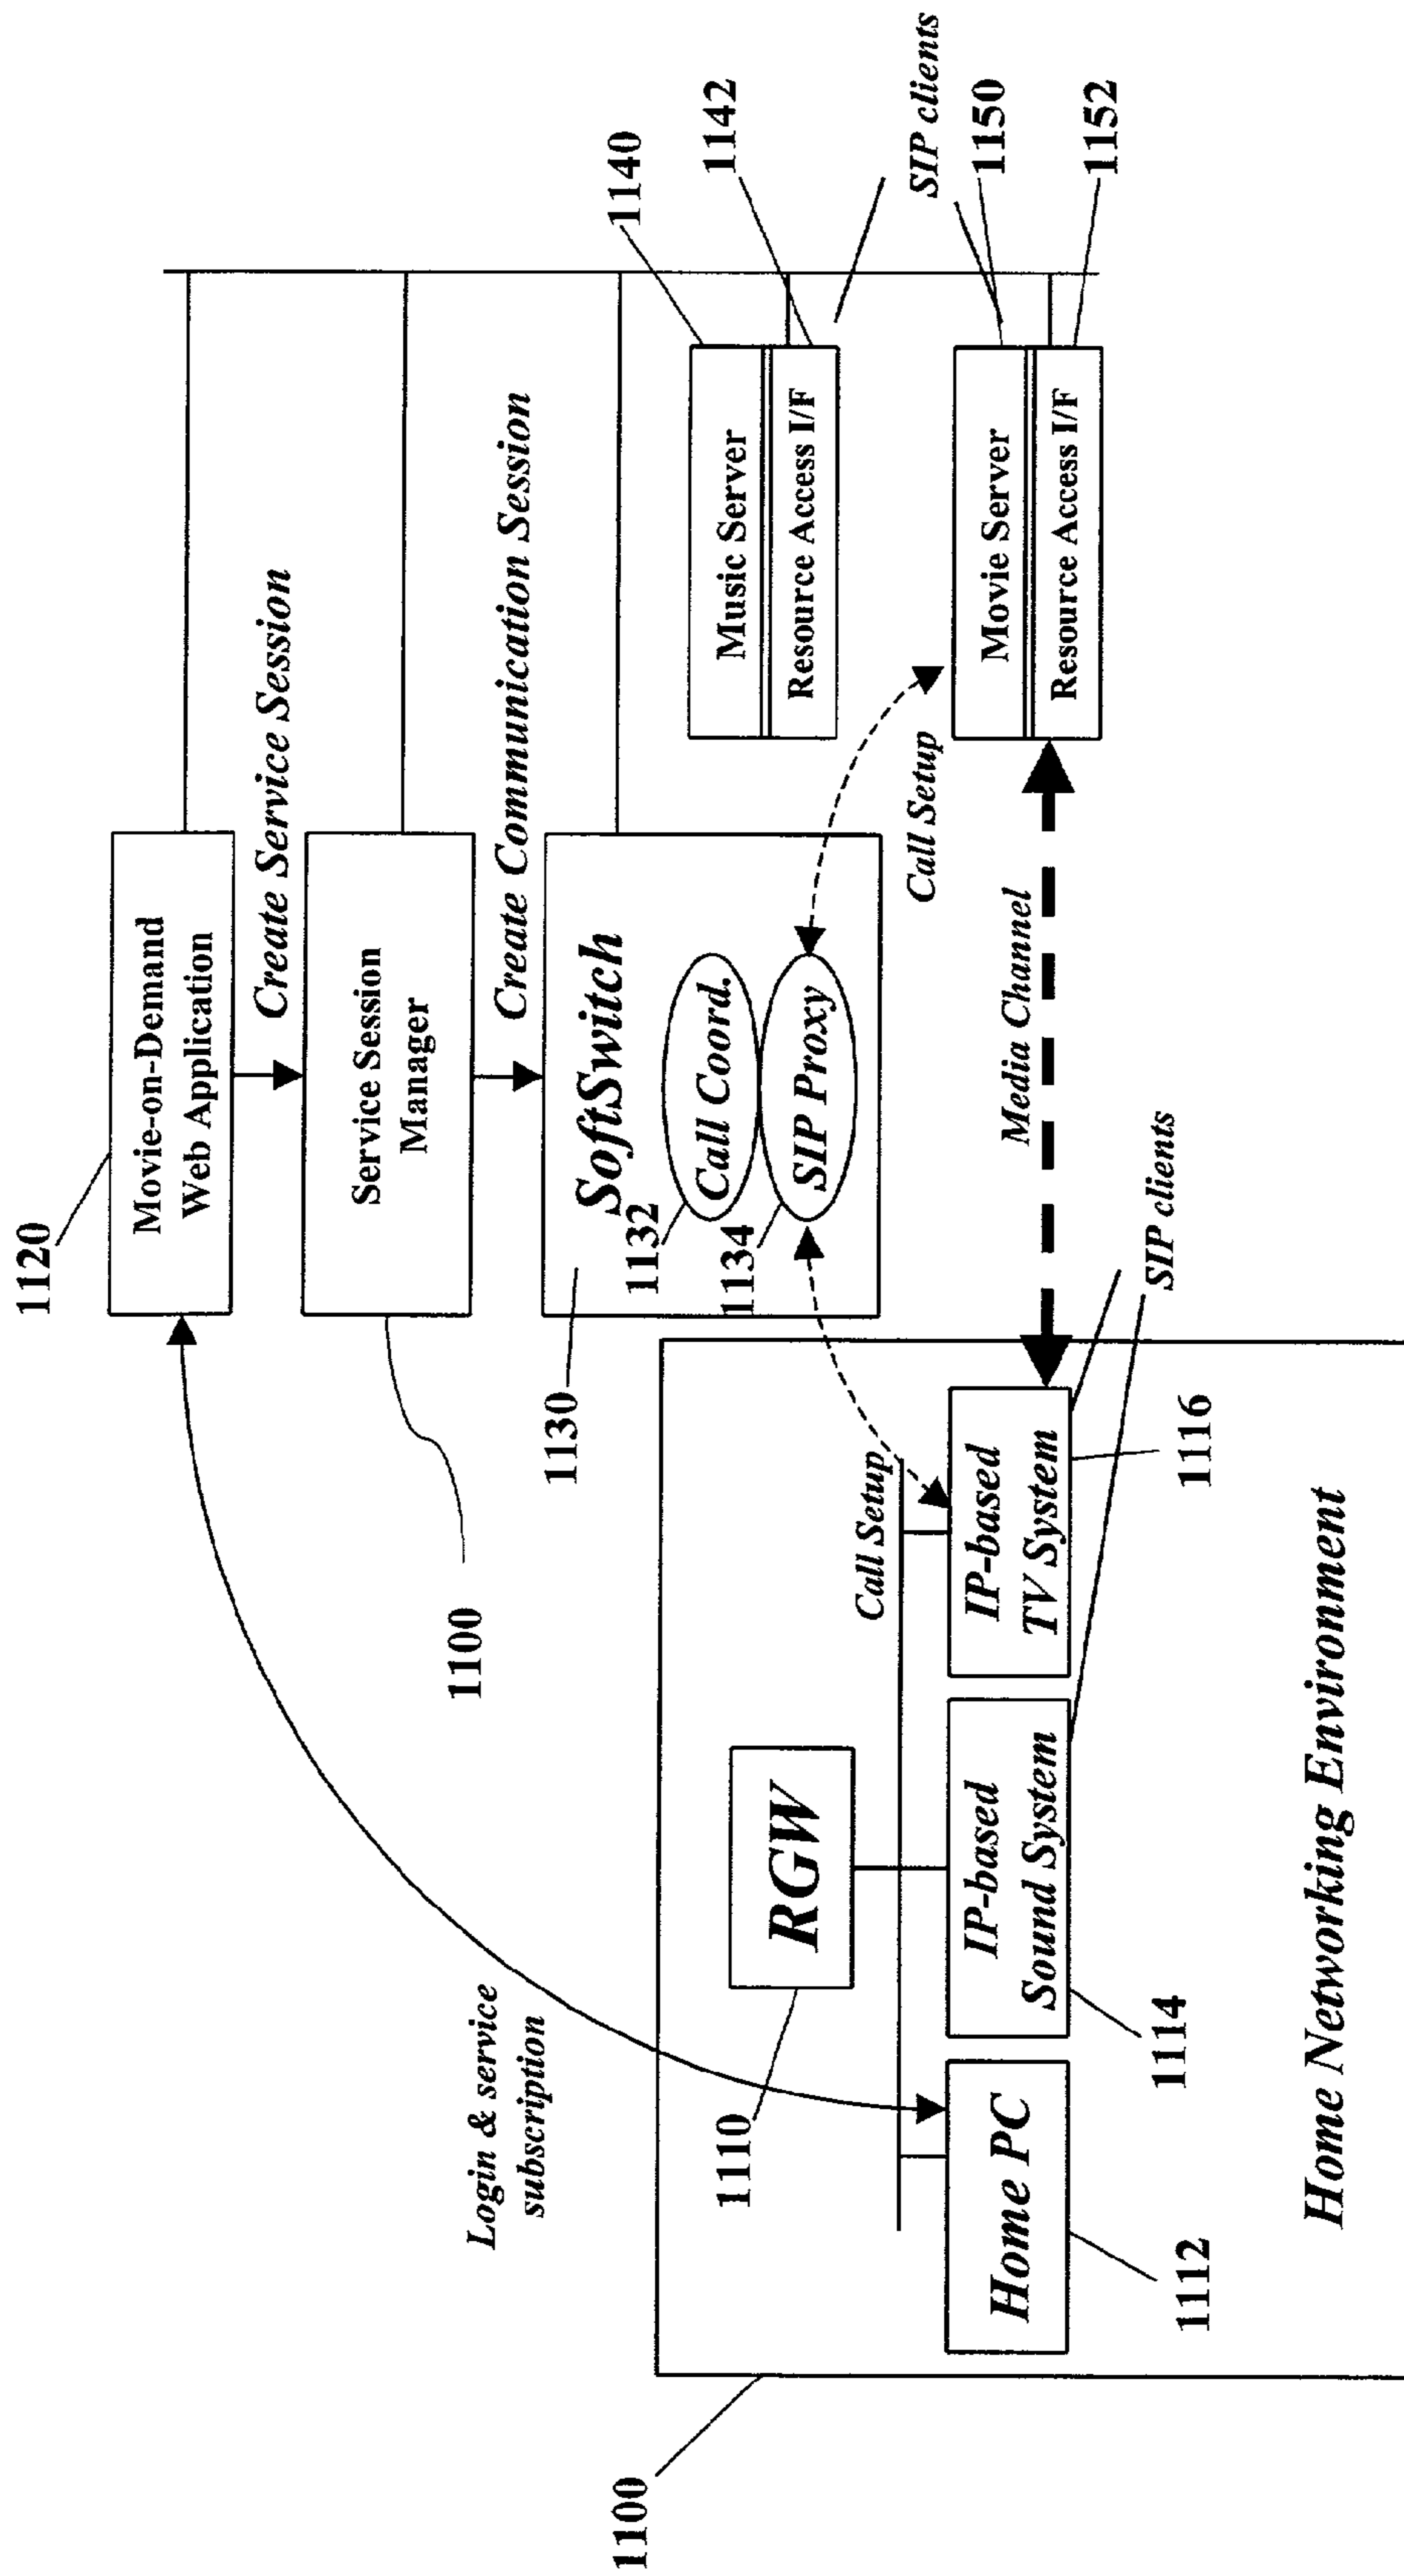 1120
Movie-on-Demand
Web Application
Create Service Session
Service Session
Manager
1100
Create Communication Session
1130
SoftSwitch
1132
Call Coord.
1134
SIP Proxy
1140
Music Server
Resource Access I/F
1142
SIP clients
1150
Movie Server
Resource Access I/F
1152
Call Setup
Media Channel
Login & service
subscription
1100
1110
RGW
Call Setup
Home PC
1112
IP-based
Sound System
1114
IP-based
TV System
1116
SIP clients
Home Networking Environment